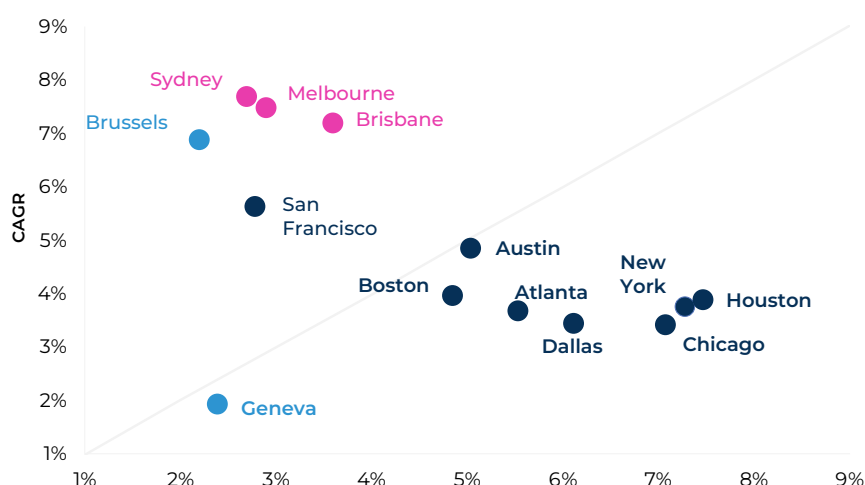 9%
8%
Sydney
Melbourne
Brussels
Brisbane
7%
6%
San
Francisco
CAGR
5%
Austin
New
York
Boston
Atlanta
4%
Houston
3%
Dallas
Chicago
2%
Geneva
1%
1% 2% 3% 4% 5% 6% 7% 8% 9%